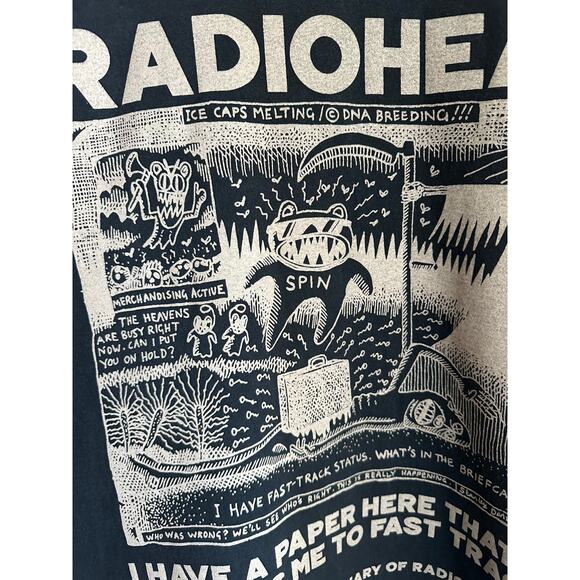 RADIOHEA
ICE CAPS MELTING / © DNA BREEDING!!!
SPIN
MERCHANDISING ACTIVE
THE HEAVENS
ARE BUSY RIGHT
NOW. CAN I PUT
YOU ON HOLD?
I HAVE FAST-TRACK STATUS. WHAT'S IN THE BRIEFCA
WHO WAS WRONG? WE'LL SEE WHO'S RIGHT. THIS IS REALLY HAPPENING.
I HAVE A PAPER HERE THAT
ME TO FAST TRA
ARY OF RADIO